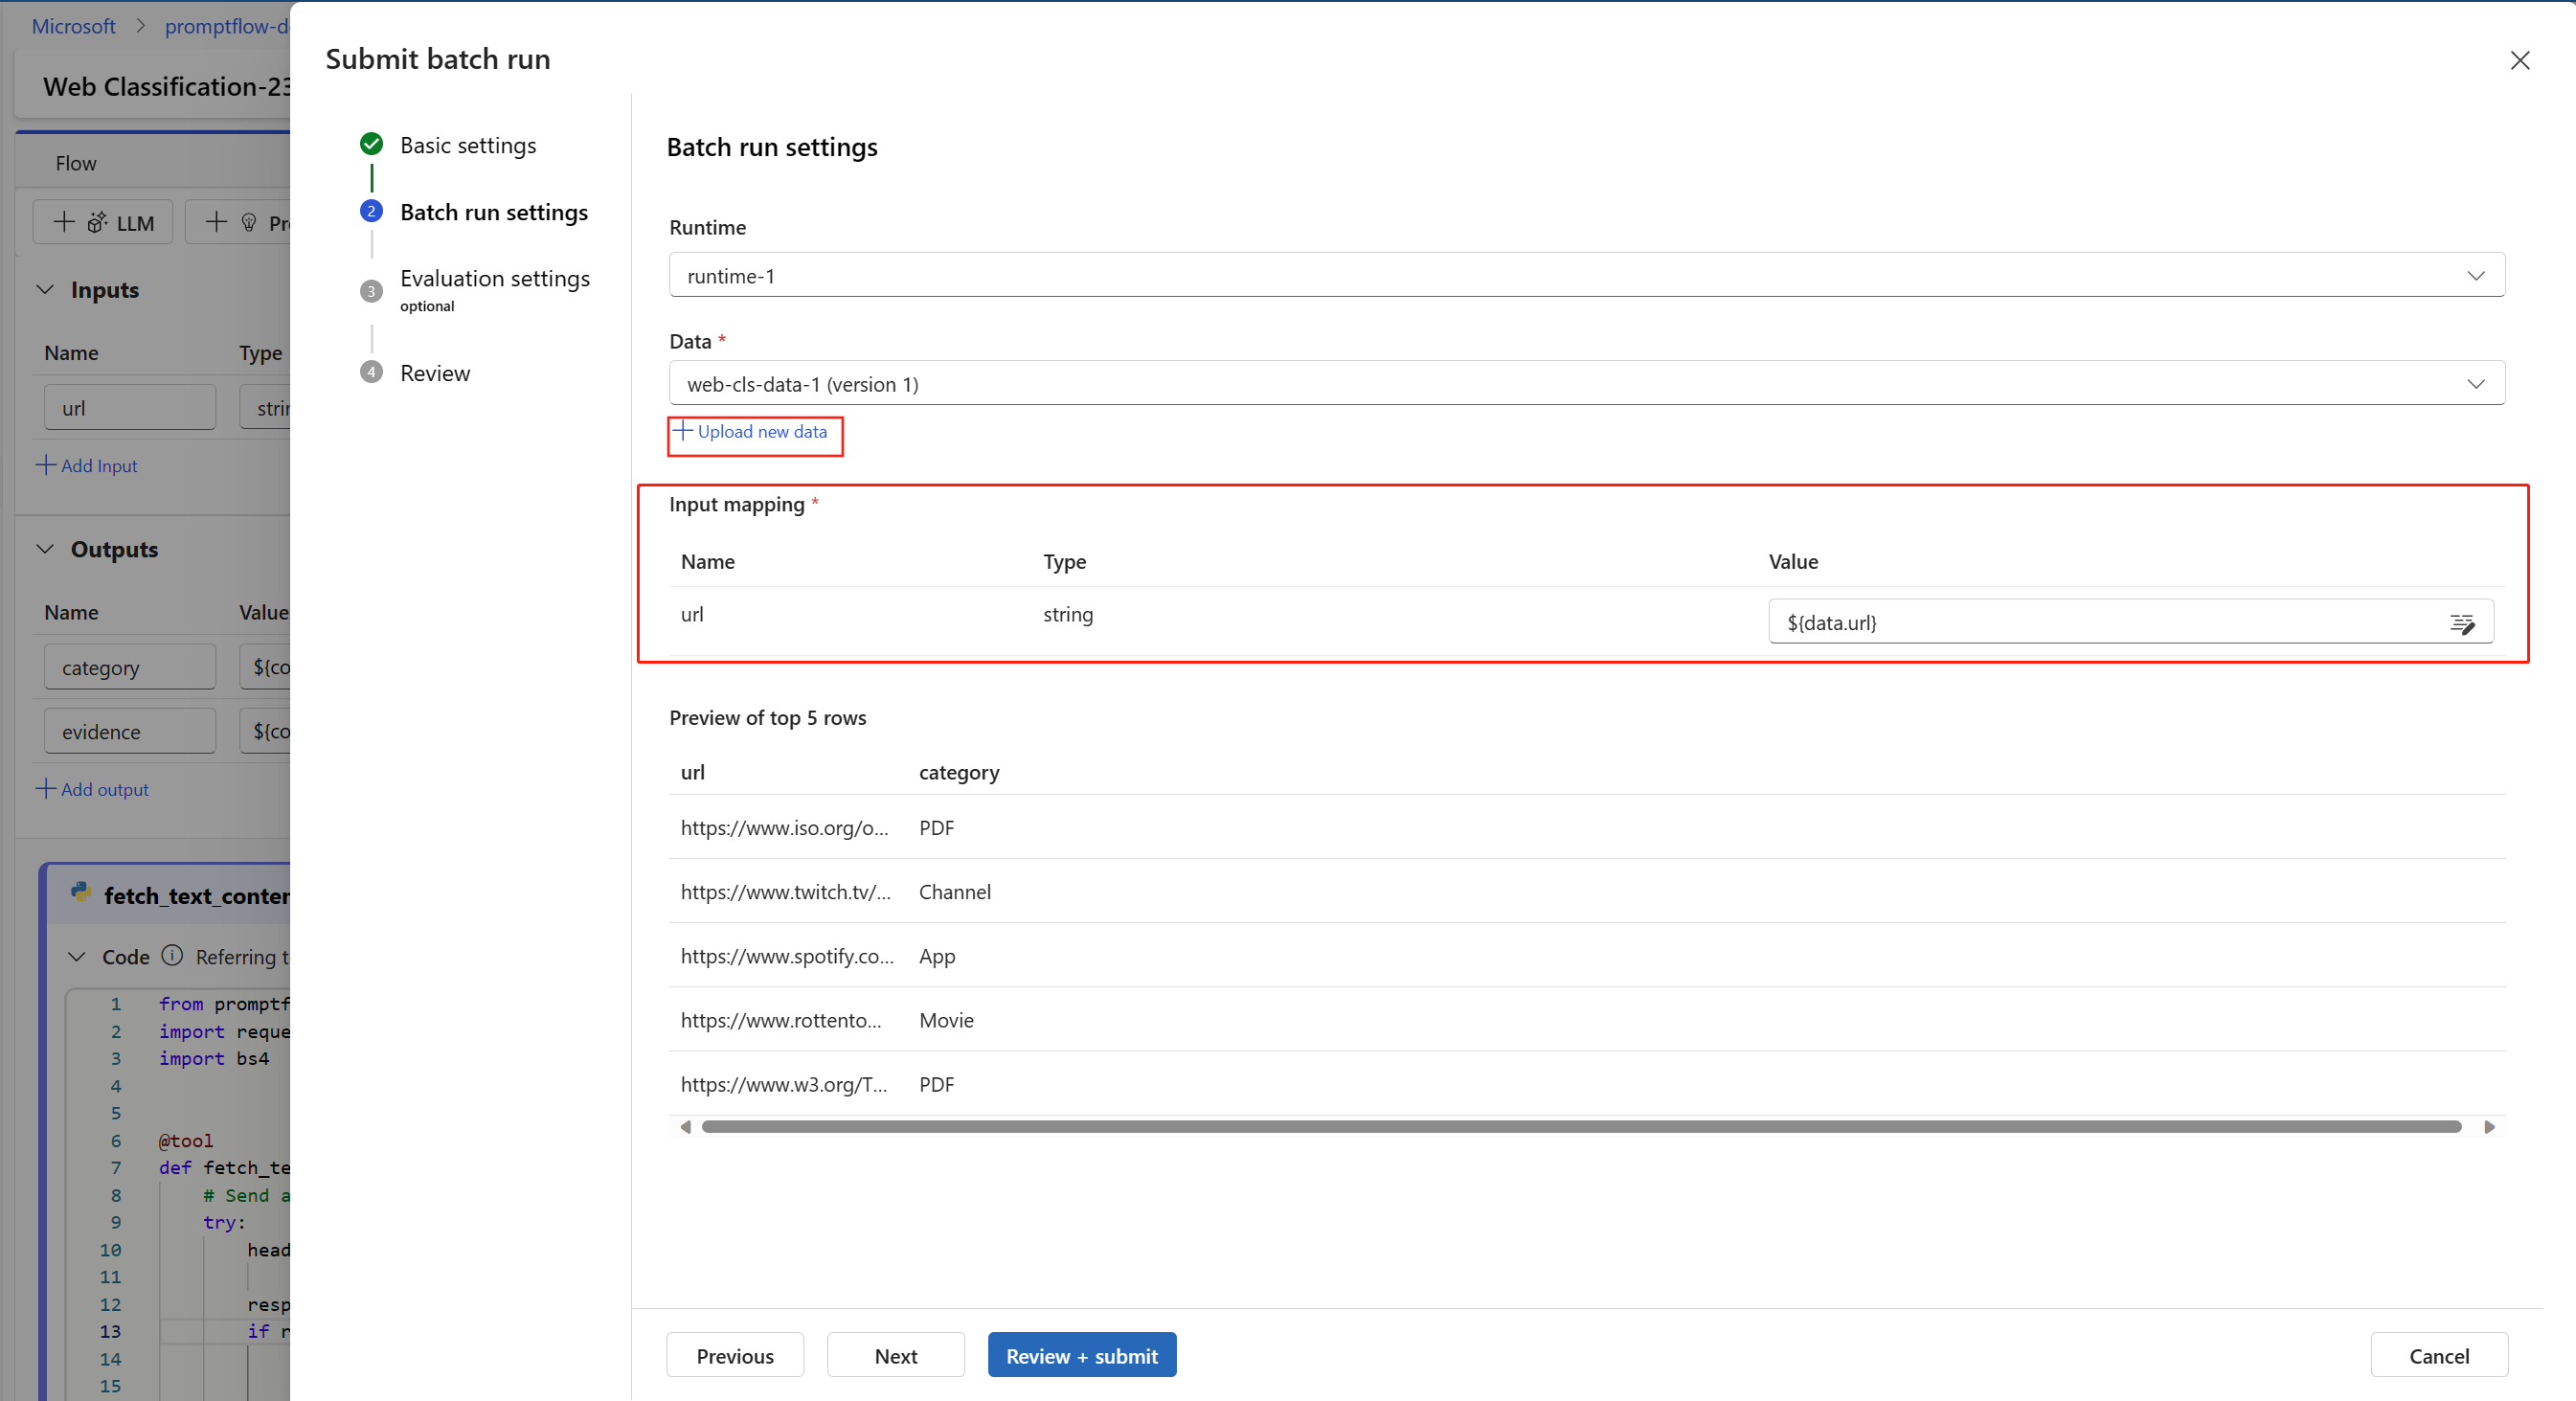 Microsoft > promptflow-d
Web Classification-23
Flow
LLM
Pr
Inputs
Name Type
url strin
Add Input
Outputs
Name Value
category ${co
evidence ${co
Add output
fetch_text_conten
Code Referring t
1 from promptf
2 import reque
3 import bs4
4
5
6 @tool
7 def fetch_te
8 # Send a
9 try:
10 head
11
12 resp
13 if r
14
15
Submit batch run
Basic settings
2 Batch run settings
3 Evaluation settings
optional
4 Review
Batch run settings
Runtime
runtime-1
Data *
web-cls-data-1 (version 1)
Upload new data
Input mapping *
Name Type Value
url string ${data.url}
Preview of top 5 rows
url category
https://www.iso.org/o... PDF
https://www.twitch.tv/... Channel
https://www.spotify.co... App
https://www.rottento... Movie
https://www.w3.org/T... PDF
Previous Next Review + submit Cancel